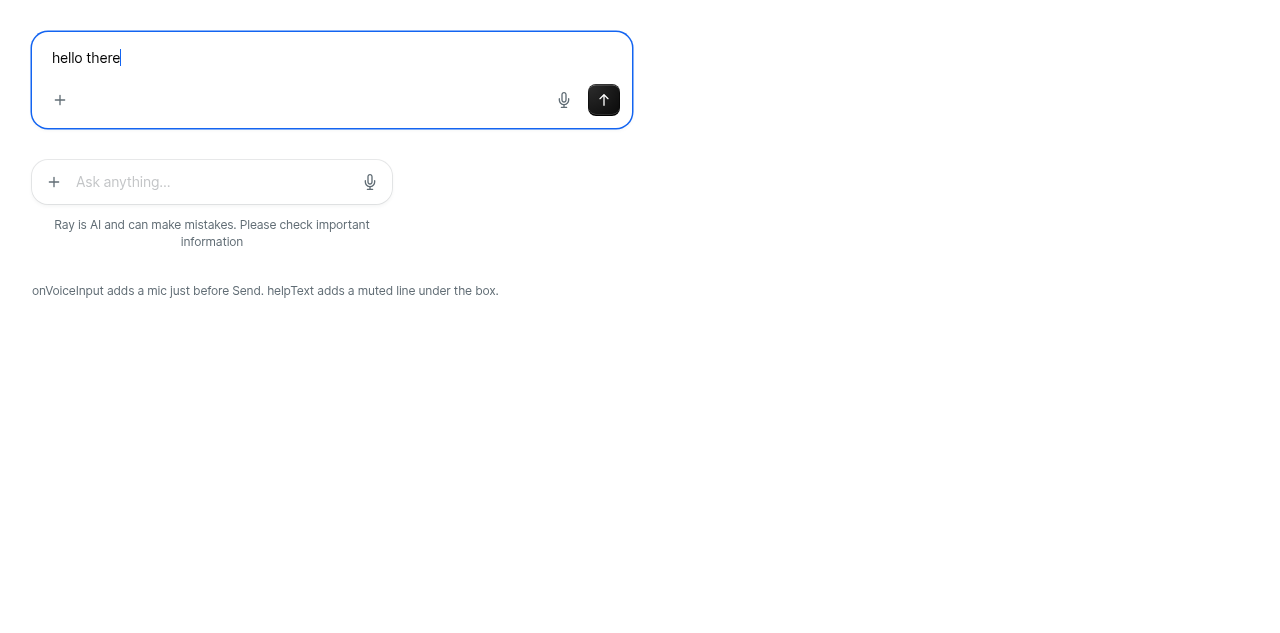 hello there
Ask anything...
Ray is AI and can make mistakes. Please check important
information
onVoiceInput adds a mic just before Send. helpText adds a muted line under the box.